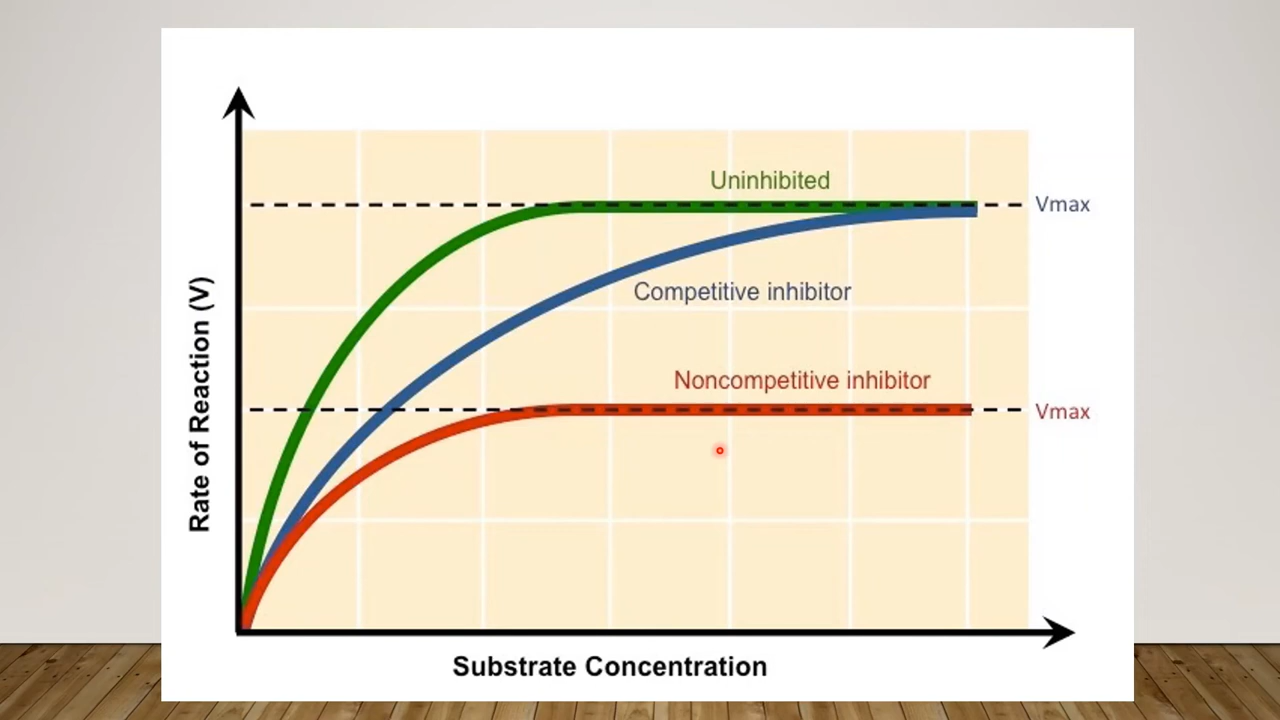 Uninhibited
Vmax
Competitive inhibitor
Noncompetitive inhibitor
Vmax
Rate of Reaction (V)
Substrate Concentration